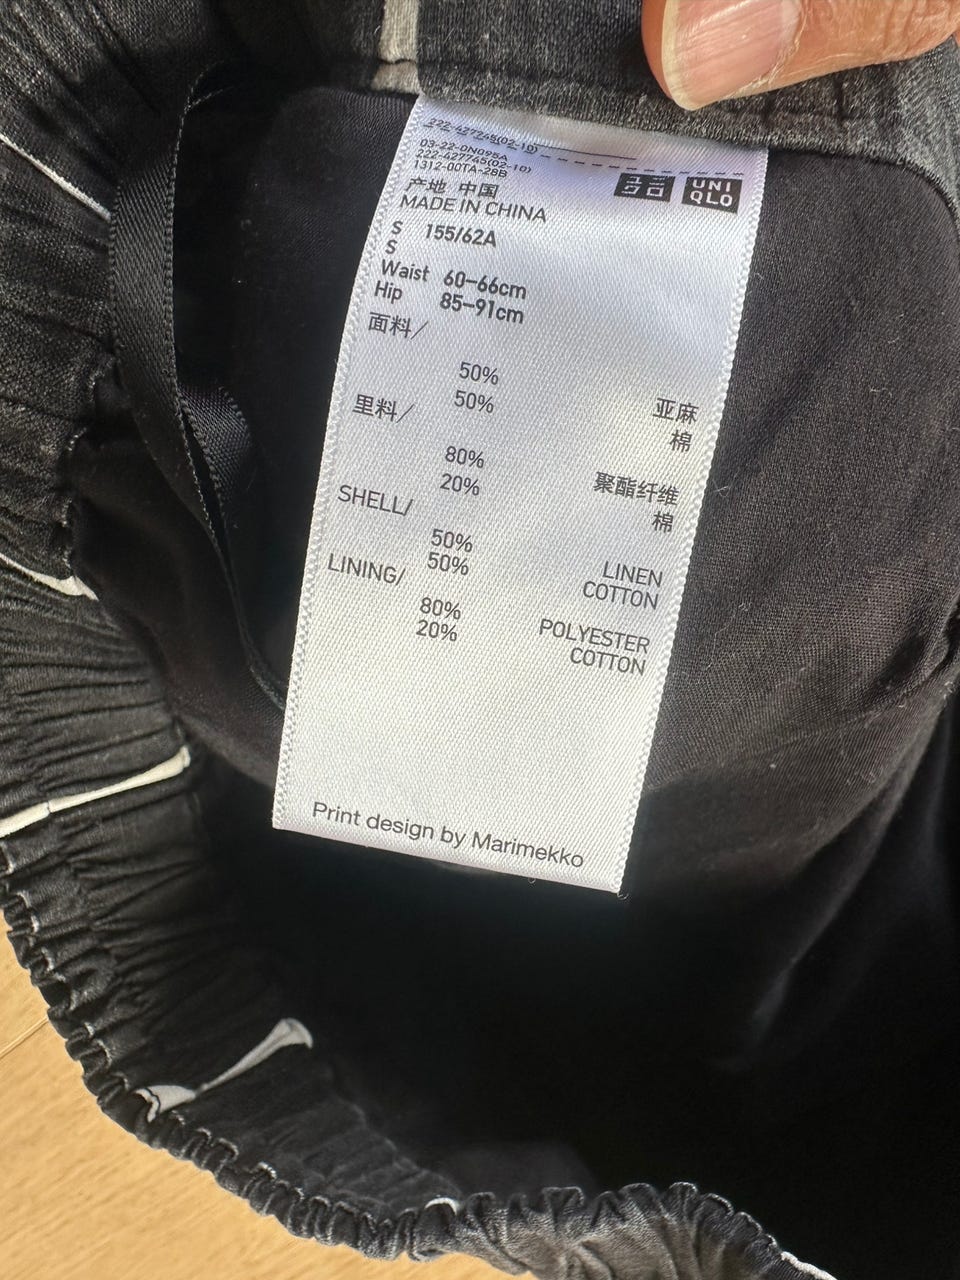 222-427745(02-10)
03-22-0N095A
222-427745(02-10)
1312-00TA-28B
ユニ
クロ
UNI
QLO
产地 中国
MADE IN CHINA
S 155/62A
S
Waist 60-66cm
Hip 85-91cm
面料/
50% 亚麻
50% 棉
里料/
80% 聚酯纤维
20% 棉
SHELL/
50% LINEN
50% COTTON
LINING/
80% POLYESTER
20% COTTON
Print design by Marimekko